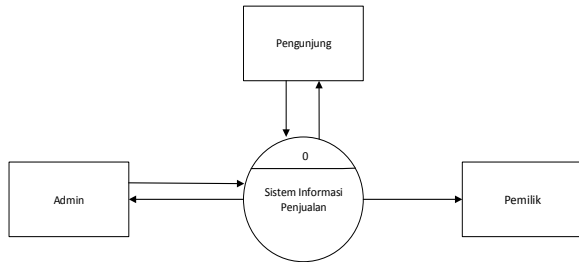 Pengunjung
0
Sistem Informasi
Penjualan
Admin
Pemilik